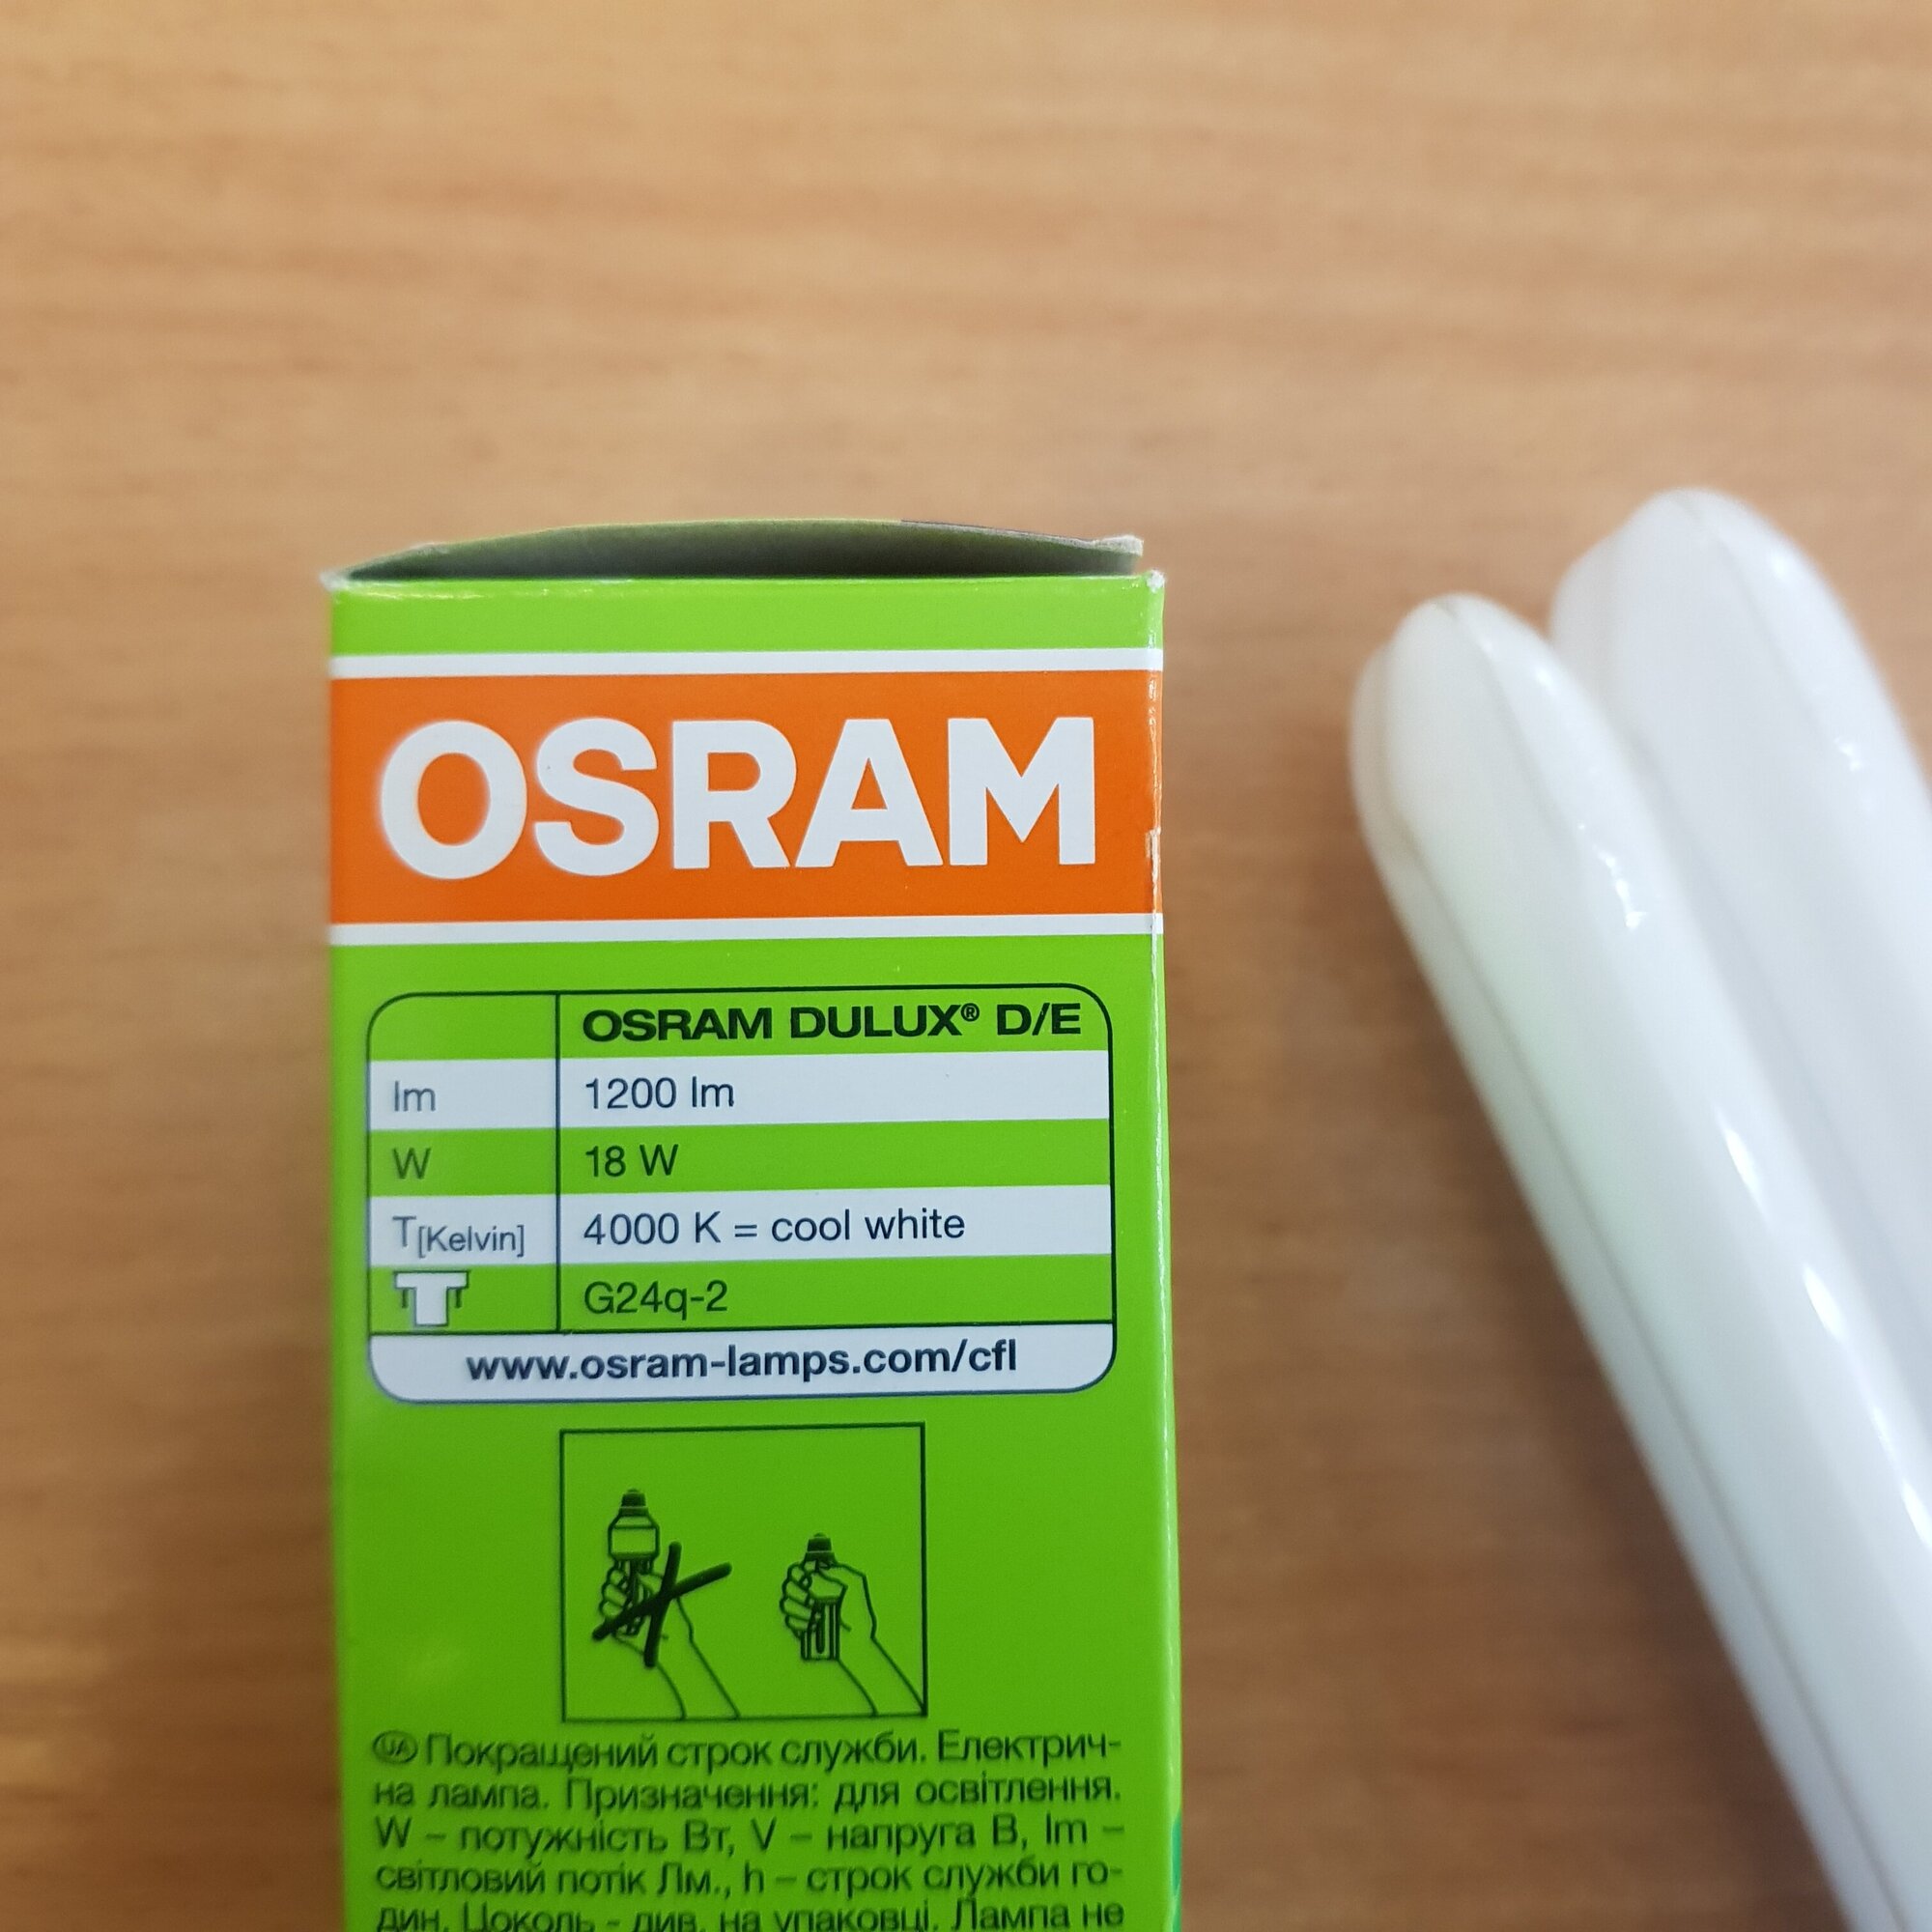 OSRAM
OSRAM DULUX® D/E
lm 1200 lm
W 18 W
T[Kelvin] 4000 K = cool white
G24q-2
www.osram-lamps.com/cfl
UA Покращений строк служби. Електрич-
на лампа. Призначення: для освітлення.
W – потужність Вт, V – напруга В, lm –
світловий потік Лм., h – строк служби го-
дин. Цоколь - див. на упаковці. Лампа не